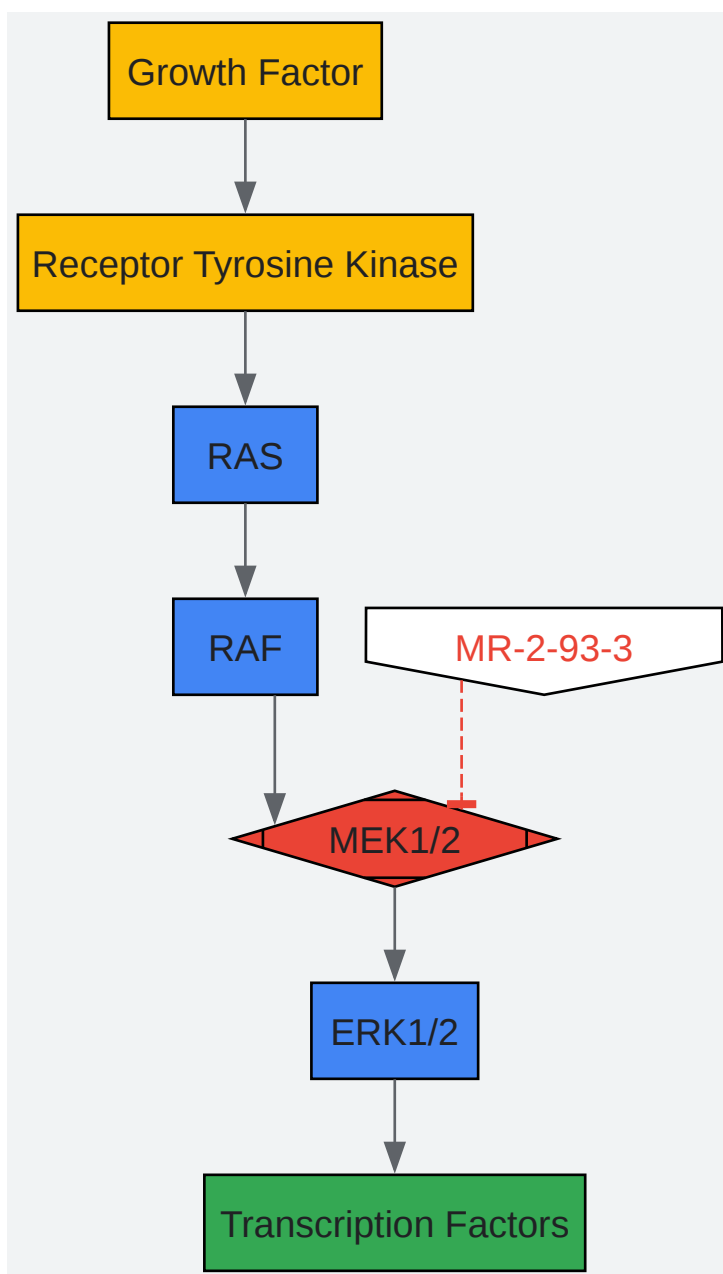 Growth Factor
Receptor Tyrosine Kinase
RAS
RAF
MR-2-93-3
MEK1/2
ERK1/2
Transcription Factors